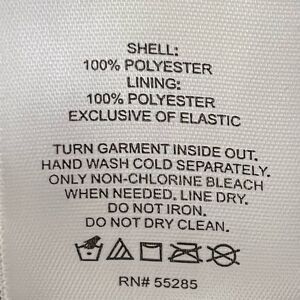 SHELL:
100% POLYESTER
LINING:
100% POLYESTER
EXCLUSIVE OF ELASTIC
TURN GARMENT INSIDE OUT.
HAND WASH COLD SEPARATELY.
ONLY NON-CHLORINE BLEACH
WHEN NEEDED. LINE DRY.
DO NOT IRON.
DO NOT DRY CLEAN.
RN# 55285